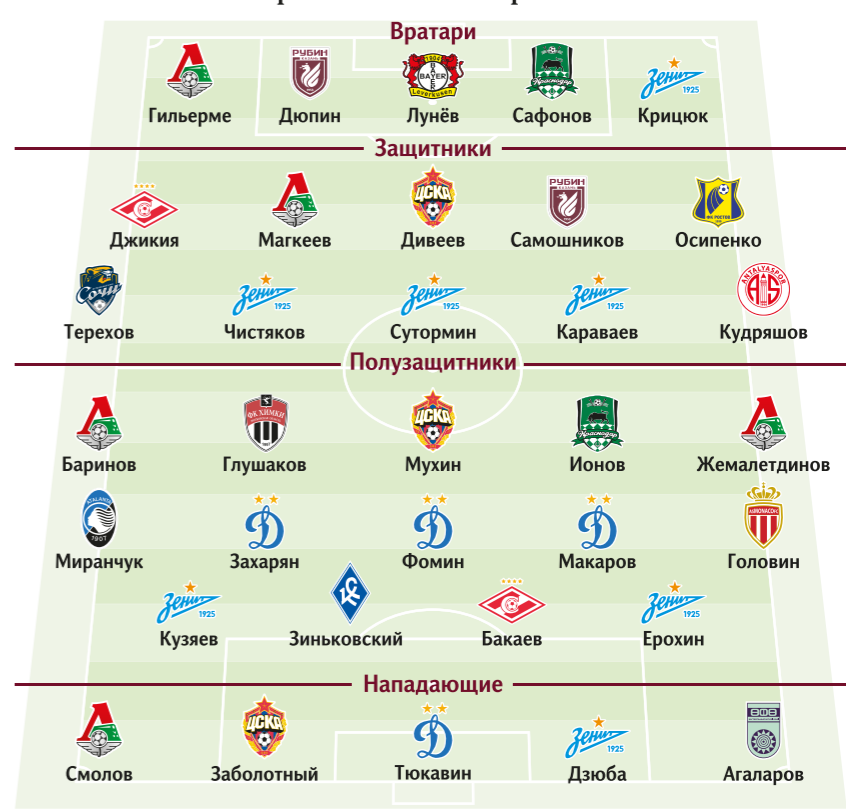 Вратари
Гильерме Дюпин Лунёв Сафонов Крицюк
Защитники
Джикия Магкеев Дивеев Самошников Осипенко
Терехов Чистяков Сутормин Караваев Кудряшов
Полузащитники
Баринов Глушаков Мухин Ионов Жемалетдинов
Миранчук Захарян Фомин Макаров Головин
Кузяев Зиньковский Бакаев Ерохин
Нападающие
Смолов Заболотный Тюкавин Дзюба Агаларов